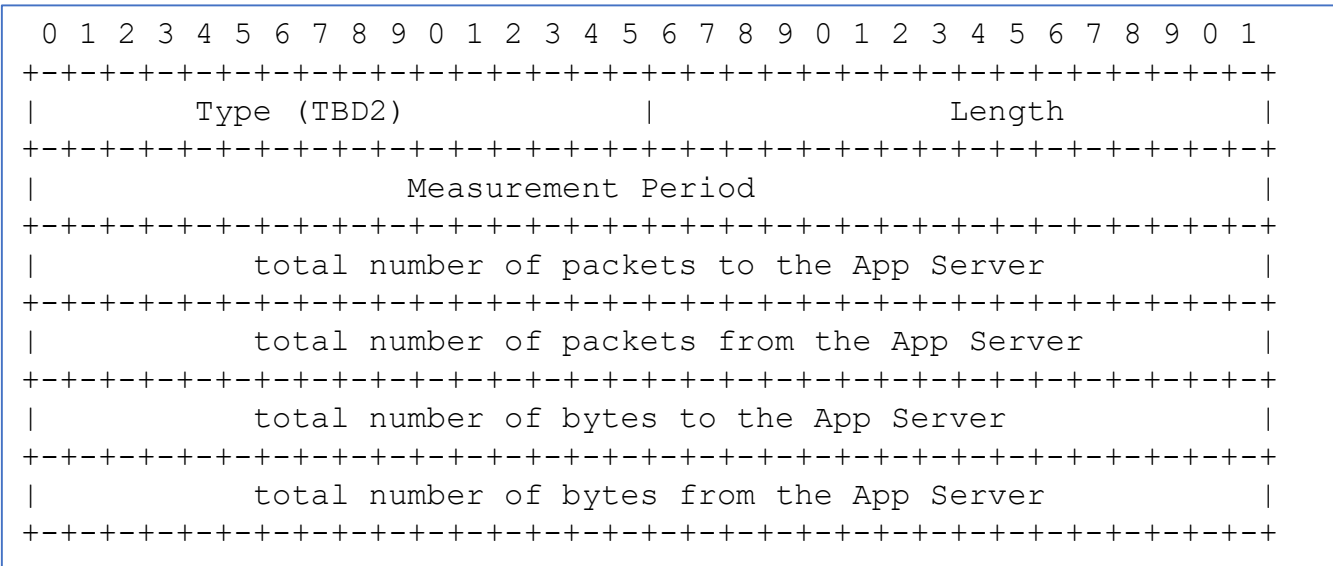 0 1 2 3 4 5 6 7 8 9 0 1 2 3 4 5 6 7 8 9 0 1 2 3 4 5 6 7 8 9 0 1
+-+-+-+-+-+-+-+-+-+-+-+-+-+-+-+-+-+-+-+-+-+-+-+-+-+-+-+-+-+-+-+-+
|        Type (TBD2)            |               Length          |
+-+-+-+-+-+-+-+-+-+-+-+-+-+-+-+-+-+-+-+-+-+-+-+-+-+-+-+-+-+-+-+-+
|                   Measurement Period                          |
+-+-+-+-+-+-+-+-+-+-+-+-+-+-+-+-+-+-+-+-+-+-+-+-+-+-+-+-+-+-+-+-+
|           total number of packets to the App Server           |
+-+-+-+-+-+-+-+-+-+-+-+-+-+-+-+-+-+-+-+-+-+-+-+-+-+-+-+-+-+-+-+-+
|           total number of packets from the App Server         |
+-+-+-+-+-+-+-+-+-+-+-+-+-+-+-+-+-+-+-+-+-+-+-+-+-+-+-+-+-+-+-+-+
|           total number of bytes to the App Server             |
+-+-+-+-+-+-+-+-+-+-+-+-+-+-+-+-+-+-+-+-+-+-+-+-+-+-+-+-+-+-+-+-+
|           total number of bytes from the App Server           |
+-+-+-+-+-+-+-+-+-+-+-+-+-+-+-+-+-+-+-+-+-+-+-+-+-+-+-+-+-+-+-+-+